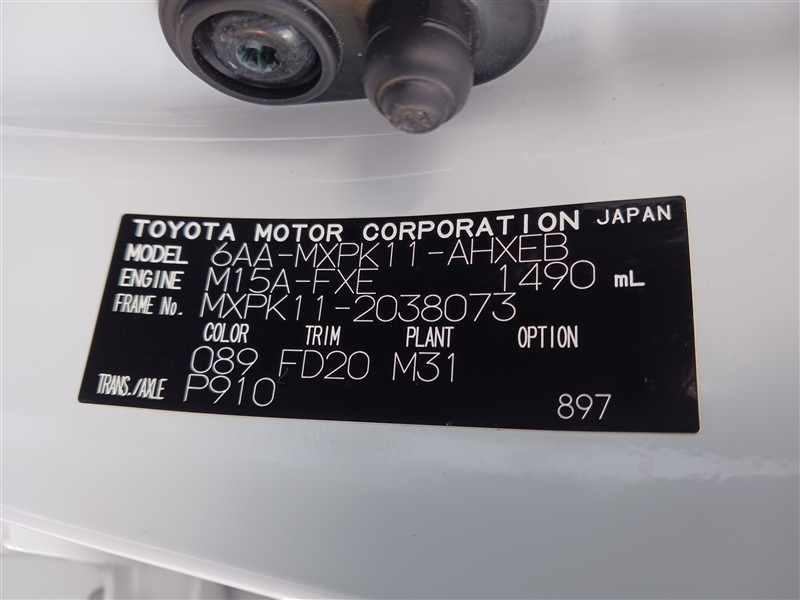 TOYOTA MOTOR CORPORATION JAPAN
MODEL 6AA-MXPK11-AHXEB
ENGINE M15A-FXE 1490 mL
FRAME No. MXPK11-2038073
COLOR TRIM PLANT OPTION
089 FD20 M31
TRANS./AXLE P910
897